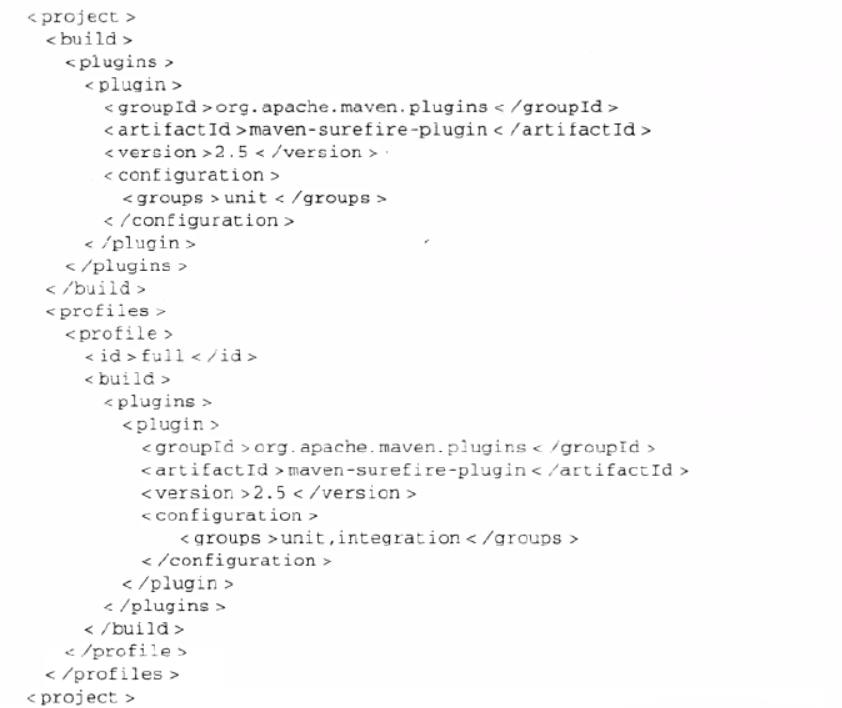 <project>
<build>
<plugins>
<plugin>
<groupId>org.apache.maven.plugins</groupId>
<artifactId>maven-surefire-plugin</artifactId>
<version>2.5</version>
<configuration>
<groups>unit</groups>
</configuration>
</plugin>
</plugins>
</build>
<profiles>
<profile>
<id>full</id>
<build>
<plugins>
<plugin>
<groupId>org.apache.maven.plugins</groupId>
<artifactId>maven-surefire-plugin</artifactId>
<version>2.5</version>
<configuration>
<groups>unit,integration</groups>
</configuration>
</plugin>
</plugins>
</build>
</profile>
</profiles>
<project>